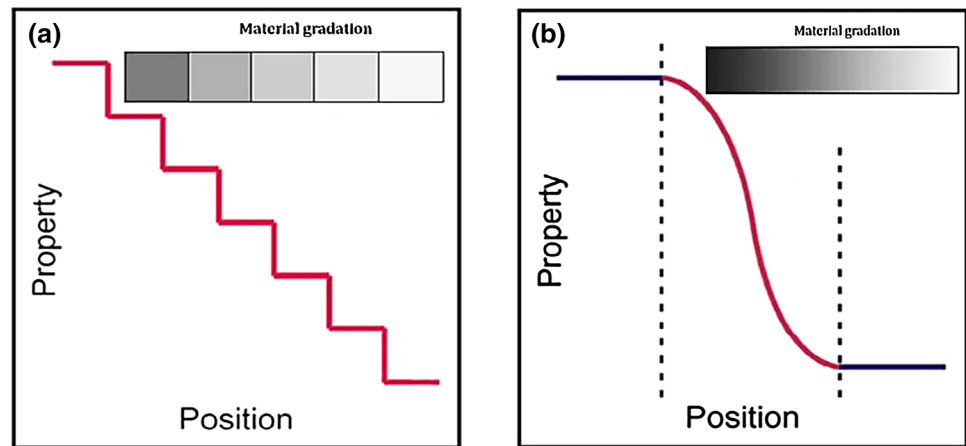 (a)
Material gradation
Property
Position
(b)
Material gradation
Property
Position